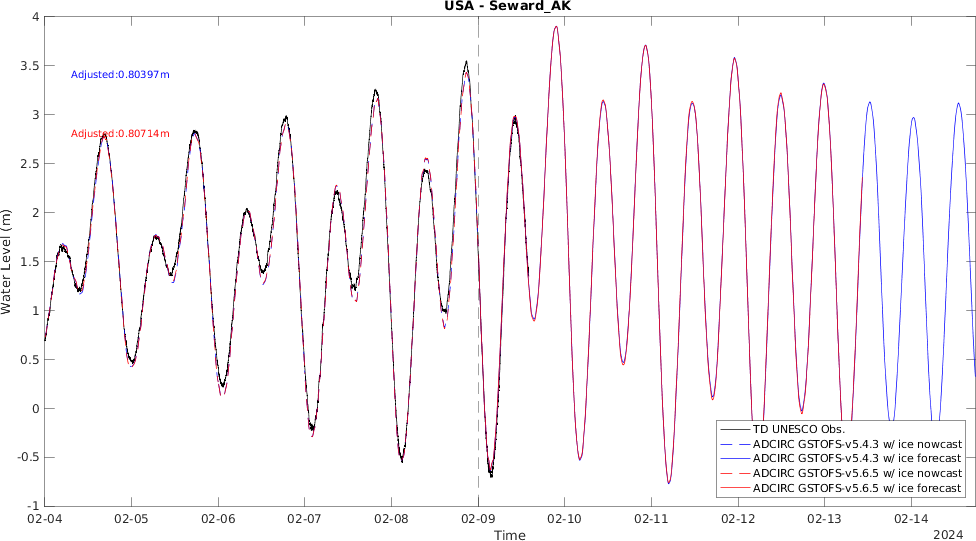 USA - Seward_AK
4
3.5
3
2.5
2
1.5
1
0.5
0
-0.5
-1
Water Level (m)
Adjusted:0.80397m
Adjusted:0.80714m
TD UNESCO Obs.
ADCIRC GSTOFS-v5.4.3 w/ ice nowcast
ADCIRC GSTOFS-v5.4.3 w/ ice forecast
ADCIRC GSTOFS-v5.6.5 w/ ice nowcast
ADCIRC GSTOFS-v5.6.5 w/ ice forecast
02-04 02-05 02-06 02-07 02-08 02-09 02-10 02-11 02-12 02-13 02-14
Time
2024